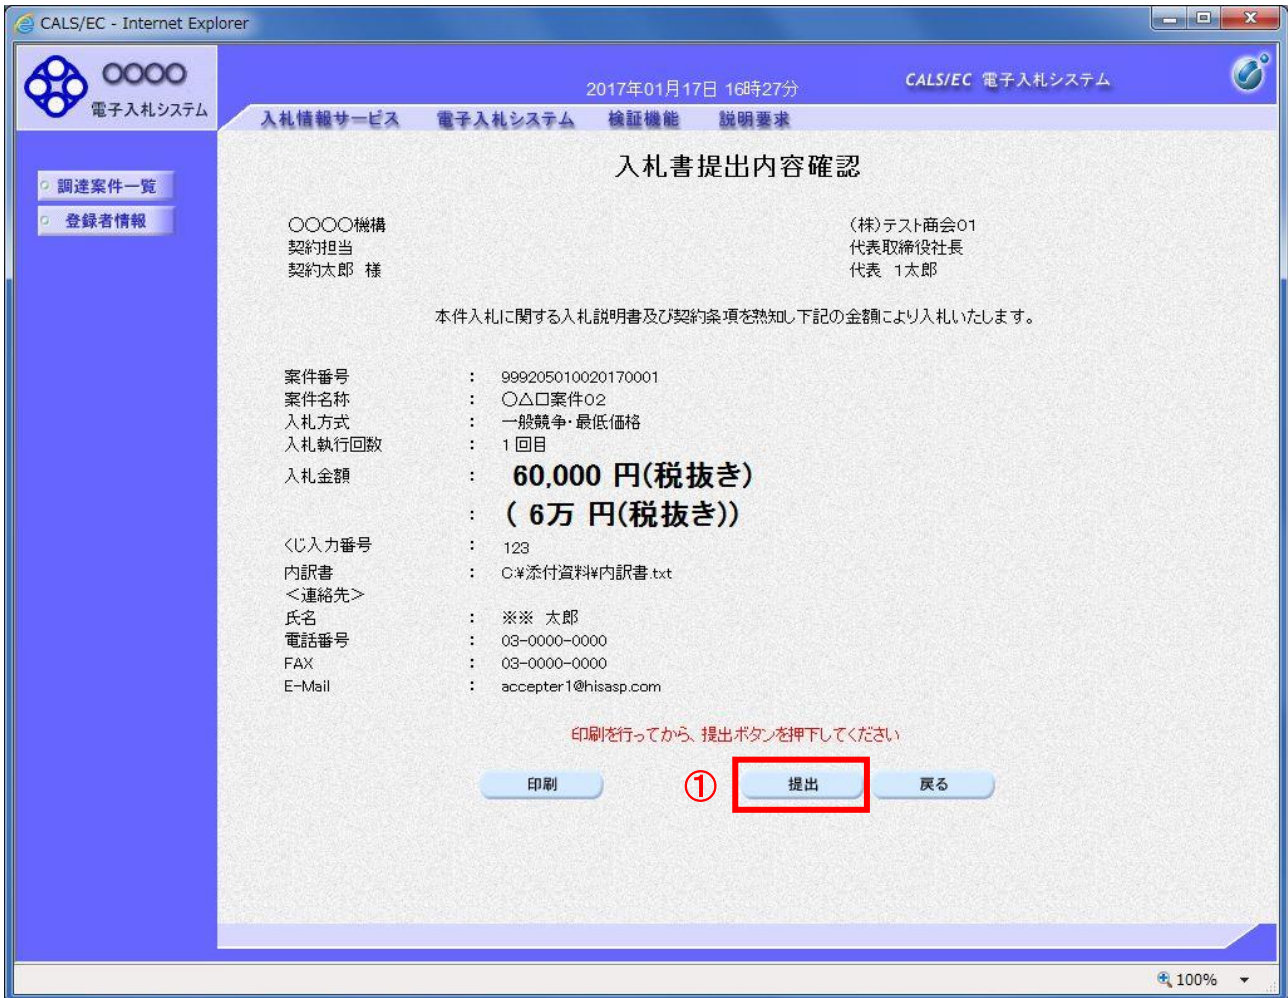 CALS/EC - Internet Explorer
OOOO
電子入札システム
2017年01月17日 16時27分
CALS/EC 電子入札システム
入札情報サービス 電子入札システム 検証機能 説明要求
調達案件一覧
登録者情報
入札書提出内容確認
〇〇〇〇機構
契約担当
契約太郎 様
(株)テスト商会01
代表取締役社長
代表 1太郎
本件入札に関する入札説明書及び契約条項を熟知し下記の金額により入札いたします。
案件番号 : 999205010020170001
案件名称 : 〇△口案件02
入札方式 : 一般競争・最低価格
入札執行回数 : 1回目
入札金額 : 60,000 円(税抜き)
: ( 6万 円(税抜き))
くじ入力番号 : 123
内訳書 : C:¥添付資料¥内訳書.txt
<連絡先>
氏名 : ※※ 太郎
電話番号 : 03-0000-0000
FAX : 03-0000-0000
E-Mail : accepter1@hisasp.com
印刷を行ってから、提出ボタンを押下してください
印刷 ① 提出 戻る
100%